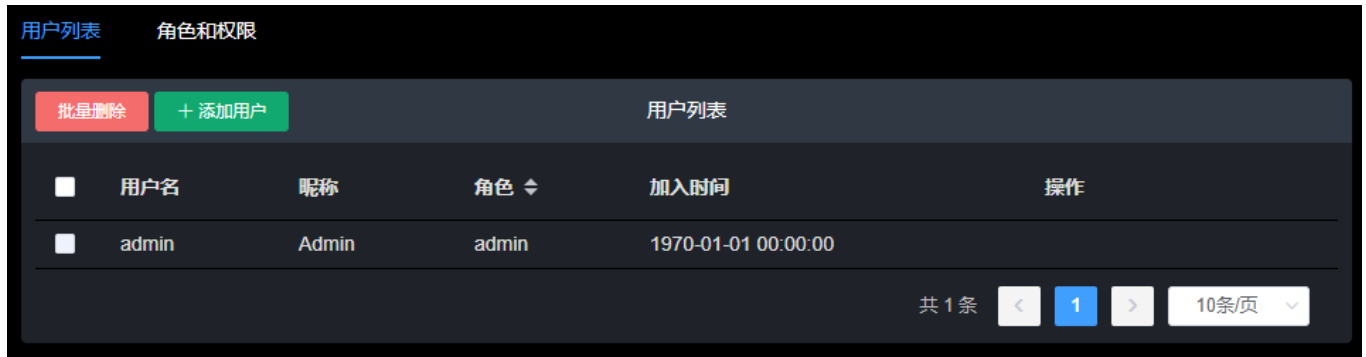 用户列表 角色和权限
批量删除 + 添加用户 用户列表
用户名 昵称 角色 加入时间 操作
admin Admin admin 1970-01-01 00:00:00
共 1 条 < 1 > 10条/页